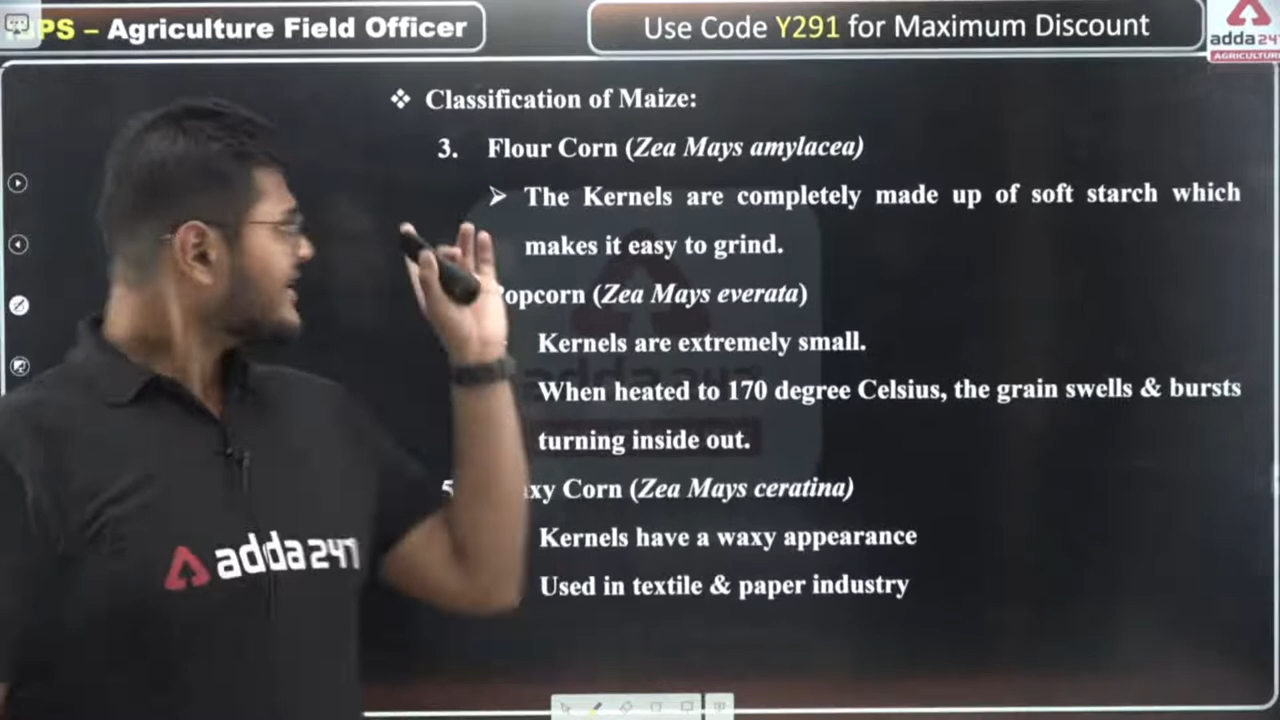 PS – Agriculture Field Officer
Use Code Y291 for Maximum Discount
adda247
AGRICULTURE
❖ Classification of Maize:
3. Flour Corn (Zea Mays amylacea)
➢ The Kernels are completely made up of soft starch which
makes it easy to grind.
opcorn (Zea Mays everata)
Kernels are extremely small.
When heated to 170 degree Celsius, the grain swells & bursts
turning inside out.
5 xy Corn (Zea Mays ceratina)
Kernels have a waxy appearance
Used in textile & paper industry
adda247